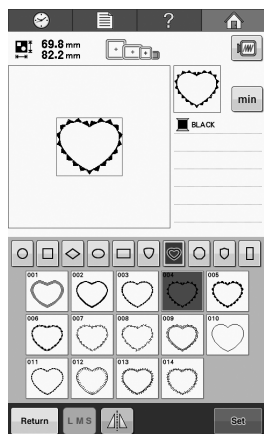 ?
69.8 mm
82.2 mm
min
BLACK
001 002 003 004 005
006 007 008 009 010
011 012 013 014
Return L M S Set